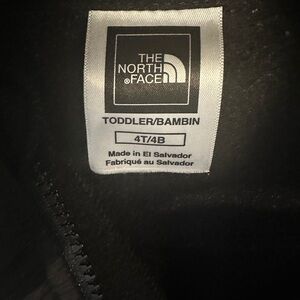 THE
NORTH
®FACE
TODDLER/BAMBIN
4T/4B
Made in El Salvador
Fabriqué au Salvador